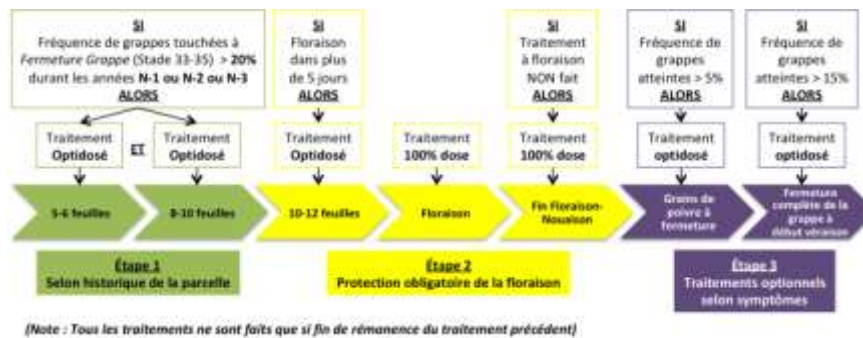 SI
Fréquence de grappes touchées à
Fermeture Grappe (Stade 33-35) > 20%
durant les années N-1 ou N-2 ou N-3
ALORS
SI
Floraison
dans plus
de 5 jours
ALORS
SI
Traitement
à floraison
NON fait
ALORS
SI
Fréquence de
grappes
atteintes > 5%
ALORS
SI
Fréquence de
grappes
atteintes > 15%
ALORS
Traitement
Optidosé
ET
Traitement
Optidosé
Traitement
Optidosé
Traitement
100% dose
Traitement
100% dose
Traitement
optidosé
Traitement
optidosé
5-6 feuilles
8-10 feuilles
10-12 feuilles
Floraison
Fin Floraison-
Nouaison
Grains de
poivre à
fermeture
Fermeture
complète de la
grappe à
début véraison
Étape 1
Selon historique de la parcelle
Étape 2
Protection obligatoire de la floraison
Étape 3
Traitements optionnels
selon symptômes
(Note : Tous les traitements ne sont faits que si fin de rémanence du traitement précédent)